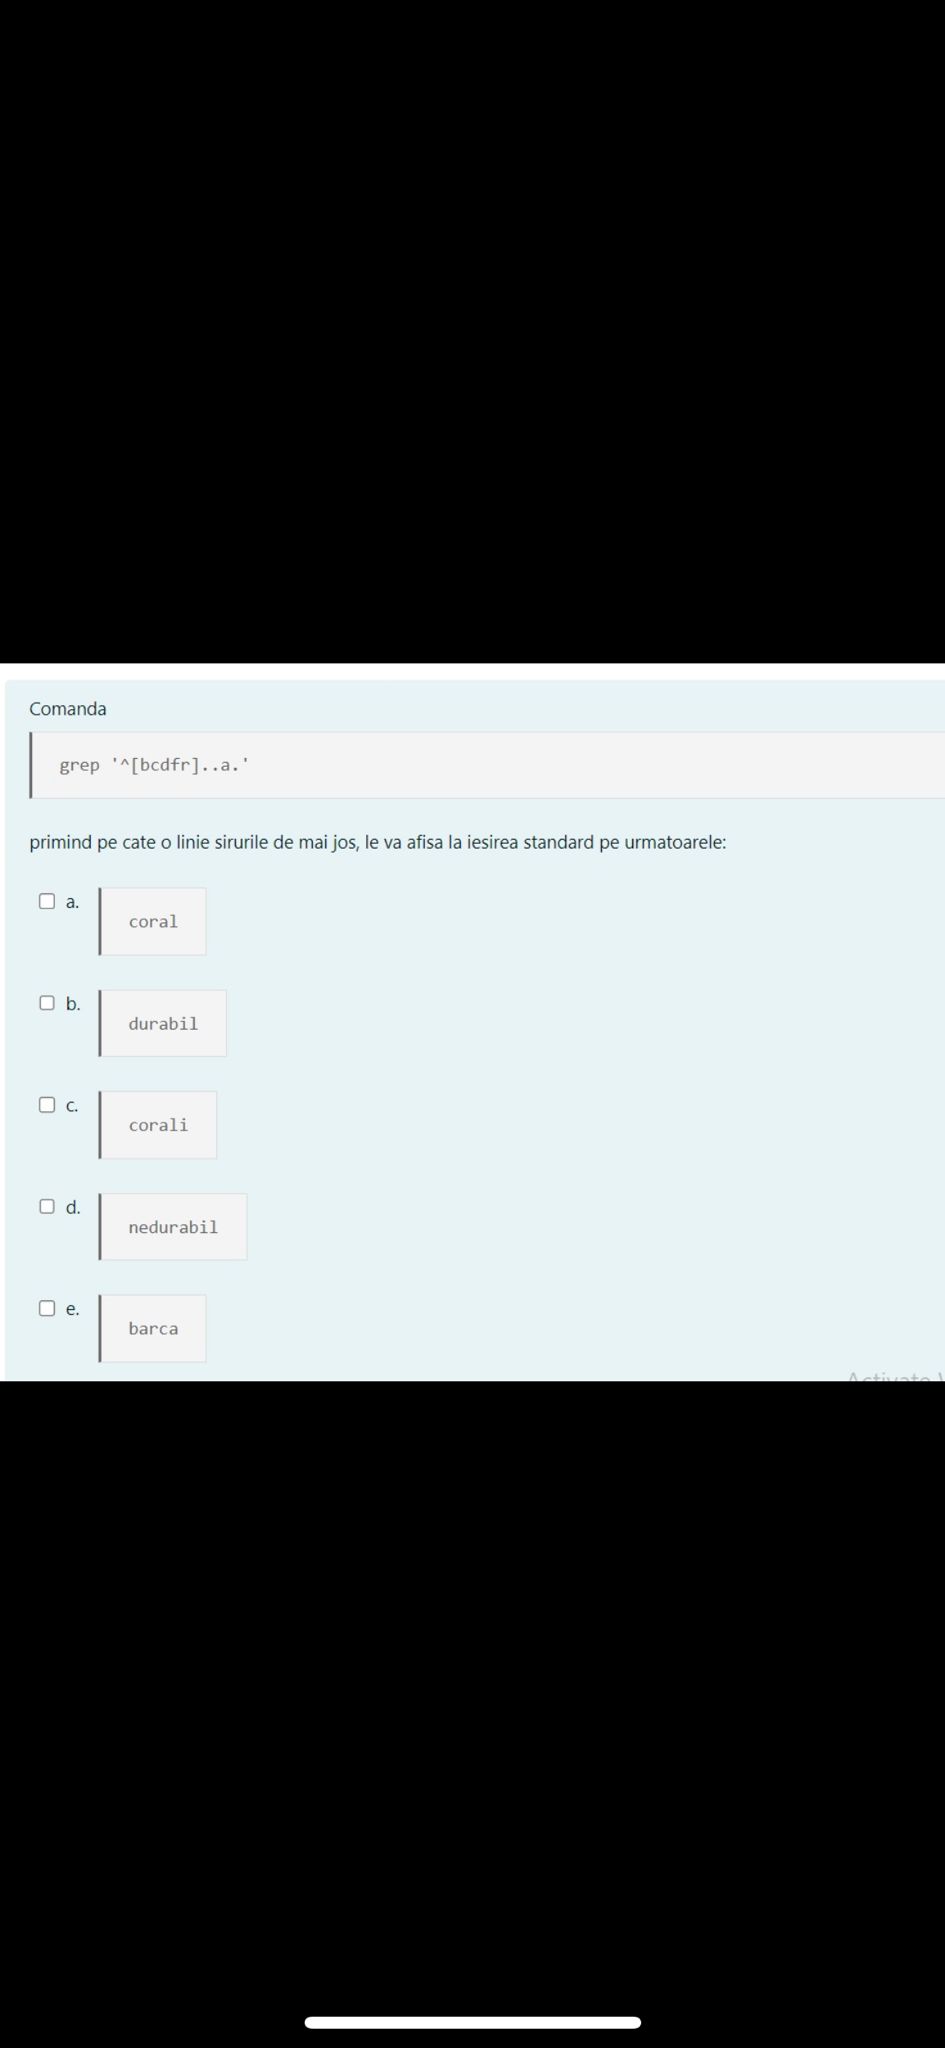 Comanda
grep '^[bcdfr]..a.'
primind pe cate o linie sirurile de mai jos, le va afisa la iesirea standard pe urmatoarele:
a.
coral
b.
durabil
c.
corali
d.
nedurabil
e.
barca